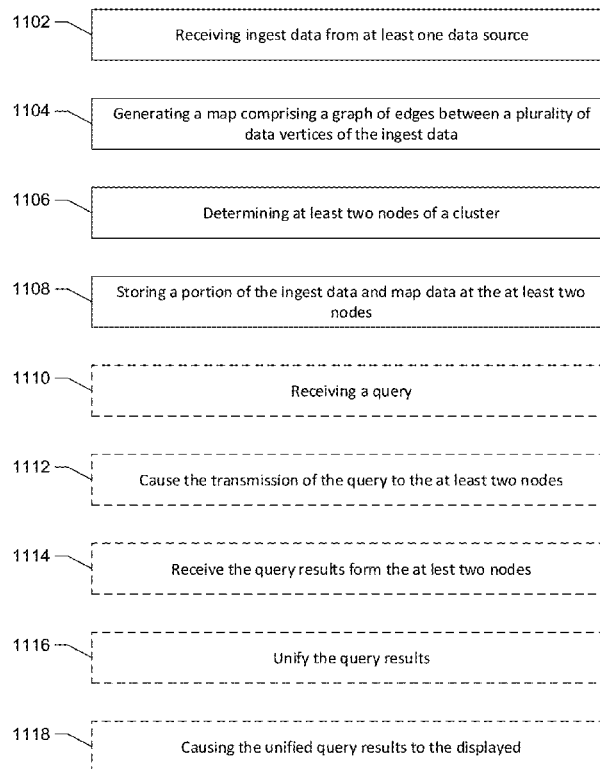 1102
Receiving ingest data from at least one data source
1104
Generating a map comprising a graph of edges between a plurality of
data vertices of the ingest data
1106
Determining at least two nodes of a cluster
1108
Storing a portion of the ingest data and map data at the at least two
nodes
1110
Receiving a query
1112
Cause the transmission of the query to the at least two nodes
1114
Receive the query results form the at lest two nodes
1116
Unify the query results
1118
Causing the unified query results to the displayed